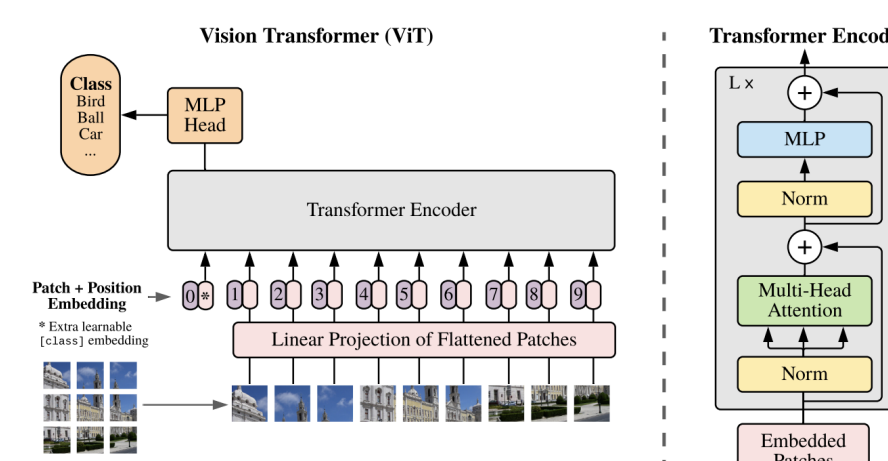 Vision Transformer (ViT)
Class
Bird
Ball
Car
...
MLP
Head
Transformer Encoder
Patch + Position
Embedding
* Extra learnable
[class] embedding
0 * 1 2 3 4 5 6 7 8 9
Linear Projection of Flattened Patches
Transformer Encod
L ×
+
MLP
Norm
+
Multi-Head
Attention
Norm
Embedded
Patches